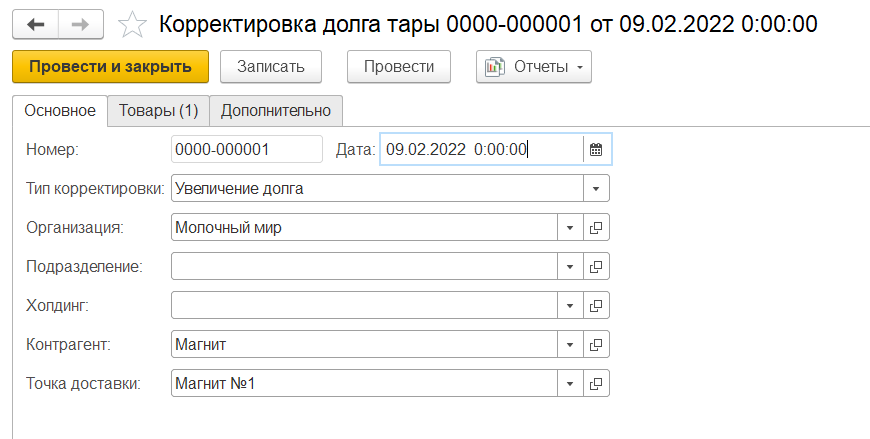 Корректировка долга тары 0000-000001 от 09.02.2022 0:00:00
Провести и закрыть Записать Провести Отчеты
Основное Товары (1) Дополнительно
Номер: 0000-000001 Дата: 09.02.2022 0:00:00
Тип корректировки: Увеличение долга
Организация: Молочный мир
Подразделение:
Холдинг:
Контрагент: Магнит
Точка доставки: Магнит №1